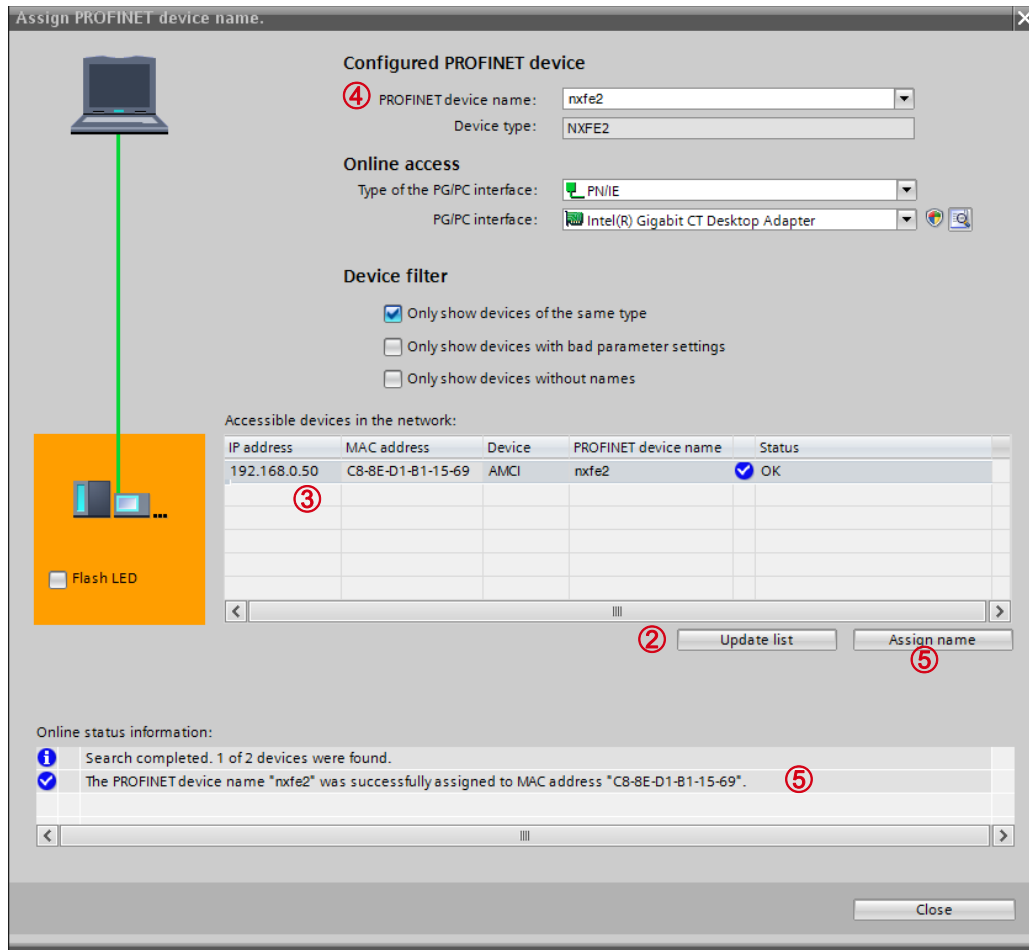 Assign PROFINET device name.
Configured PROFINET device
④ PROFINET device name: nxfe2
Device type: NXFE2
Online access
Type of the PG/PC interface: PN/IE
PG/PC interface: Intel(R) Gigabit CT Desktop Adapter
Device filter
Only show devices of the same type
Only show devices with bad parameter settings
Only show devices without names
Accessible devices in the network:
IP address MAC address Device PROFINET device name Status
192.168.0.50 C8-8E-D1-B1-15-69 AMCI nxfe2 OK
③
Flash LED
② Update list Assign name
⑤
Online status information:
Search completed. 1 of 2 devices were found.
The PROFINET device name "nxfe2" was successfully assigned to MAC address "C8-8E-D1-B1-15-69". ⑤
Close